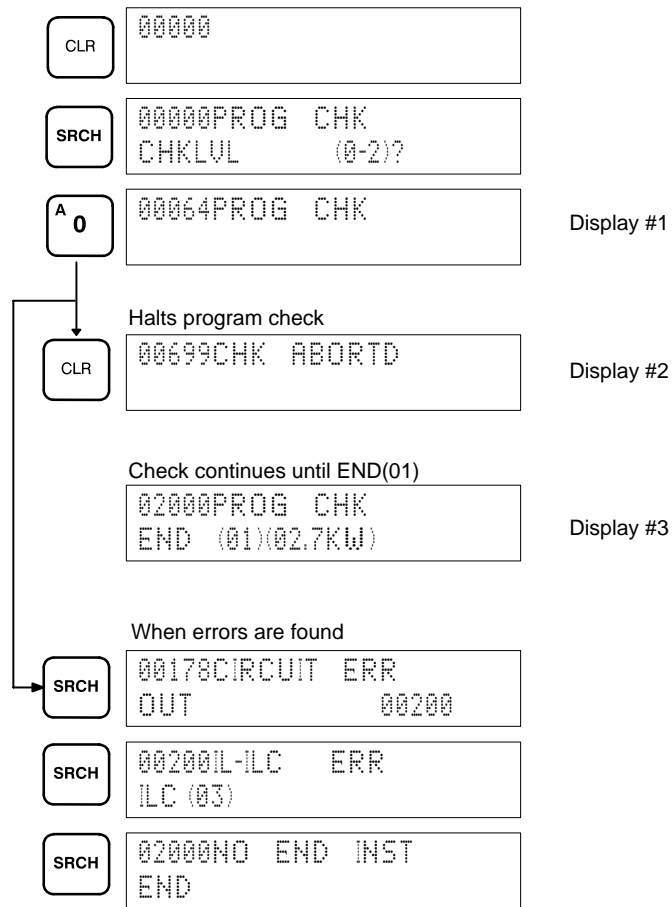 CLR
00000
SRCH
00000PROG CHK
CHKLVL (0-2)?
A 0
00064PROG CHK
Display #1
Halts program check
CLR
00699CHK ABORTD
Display #2
Check continues until END(01)
02000PROG CHK
END (01)(02.7KW)
Display #3
When errors are found
SRCH
00178CIRCUIT ERR
OUT 00200
SRCH
00200IL-ILC ERR
ILC (03)
SRCH
02000NO END INST
END